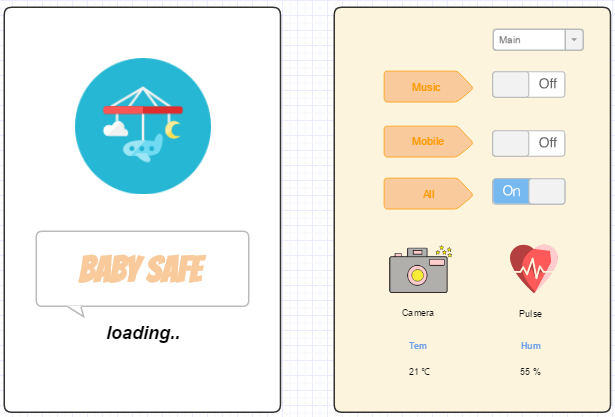 BABY SAFE
loading..
Main
Music
Off
Mobile
Off
All
On
Camera
Pulse
Tem
Hum
21 ℃
55 %